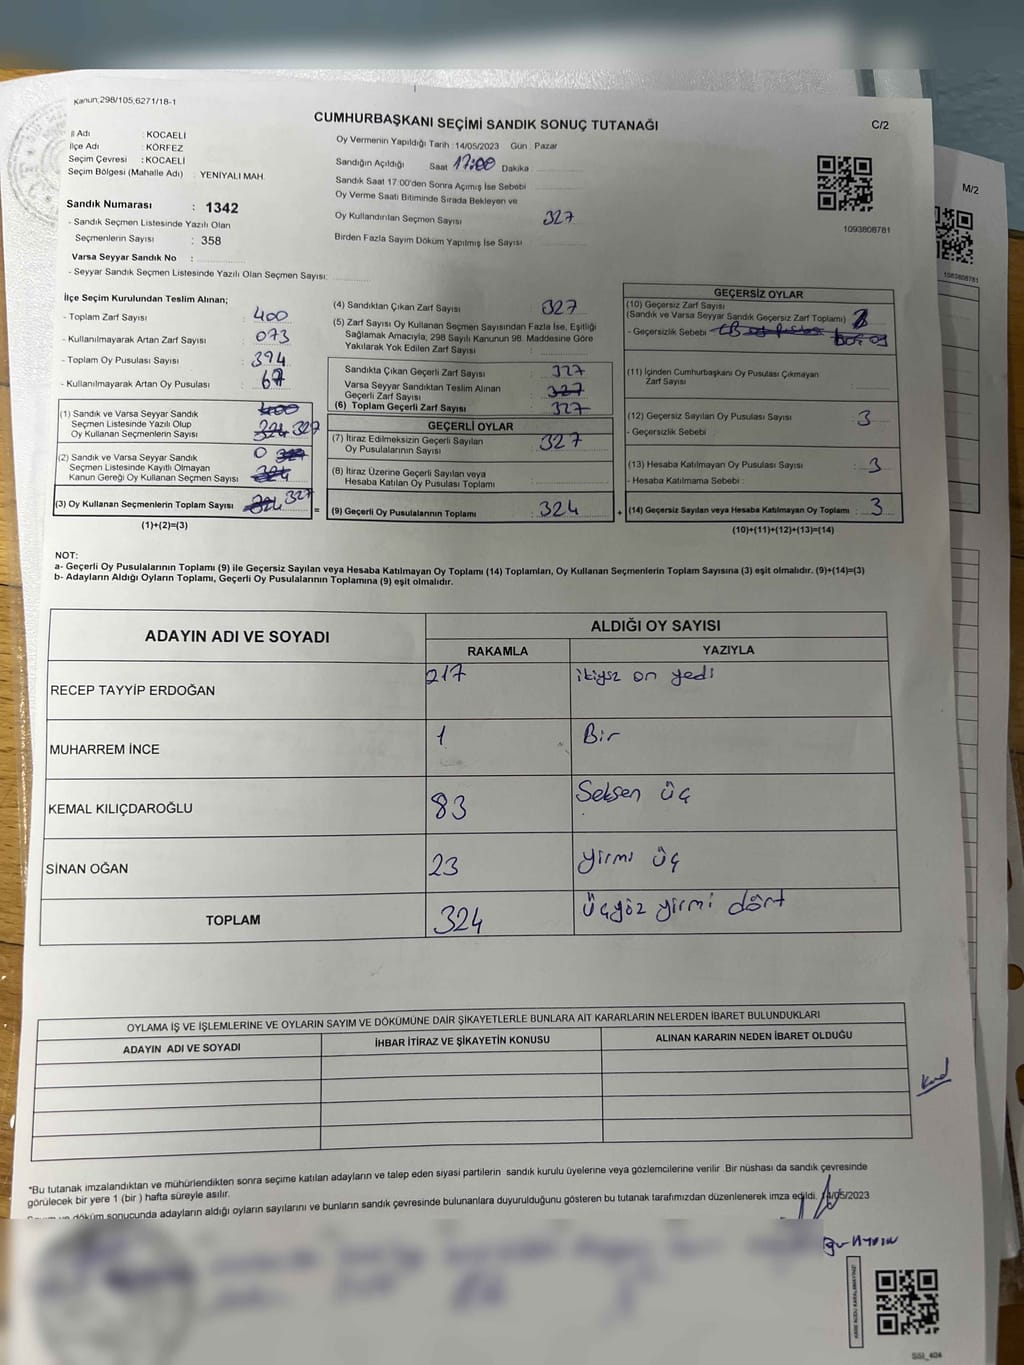 Kanun,298/105,6271/18-1
CUMHURBAŞKANI SEÇİMİ SANDIK SONUÇ TUTANAĞI
C/2
İl Adı : KOCAELİ
İlçe Adı : KÖRFEZ
Seçim Çevresi : KOCAELİ
Seçim Bölgesi (Mahalle Adı) : YENİYALI MAH.
Sandık Numarası : 1342
- Sandık Seçmen Listesinde Yazılı Olan
Seçmenlerin Sayısı : 358
Varsa Seyyar Sandık No :
- Seyyar Sandık Seçmen Listesinde Yazılı Olan Seçmen Sayısı:
Oy Vermenin Yapıldığı Tarih :14/05/2023 Gün : Pazar
Sandığın Açıldığı Saat 17:00 Dakika :
Sandık Saat 17:00'den Sonra Açımış İse Sebebi
Oy Verme Saati Bitiminde Sırada Bekleyen ve
Oy Kullandırılan Seçmen Sayısı 327
Birden Fazla Sayım Döküm Yapılmış İse Sayısı :
1093808781
M/2
1093808781
İlçe Seçim Kurulundan Teslim Alınan;
- Toplam Zarf Sayısı : 400
- Kullanılmayarak Artan Zarf Sayısı : 073
- Toplam Oy Pusulası Sayısı : 394
- Kullanılmayarak Artan Oy Pusulası : 67
(1) Sandık ve Varsa Seyyar Sandık 400
Seçmen Listesinde Yazılı Olup
Oy Kullanan Seçmenlerin Sayısı 324 327
(2) Sandık ve Varsa Seyyar Sandık 0 327
Seçmen Listesinde Kayıtlı Olmayan
Kanun Gereği Oy Kullanan Seçmen Sayısı 324
(3) Oy Kullanan Seçmenlerin Toplam Sayısı 324 327
(1)+(2)=(3)
(4) Sandıktan Çıkan Zarf Sayısı : 327
(5) Zarf Sayısı Oy Kullanan Seçmen Sayısından Fazla İse, Eşitliği
Sağlamak Amacıyla; 298 Sayılı Kanunun 98. Maddesine Göre
Yakılarak Yok Edilen Zarf Sayısı :
Sandıkta Çıkan Geçerli Zarf Sayısı : 327
Varsa Seyyar Sandıktan Teslim Alınan
Geçerli Zarf Sayısı : 327
(6) Toplam Geçerli Zarf Sayısı : 327
GEÇERLİ OYLAR
(7) İtiraz Edilmeksizin Geçerli Sayılan
Oy Pusulalarının Sayısı : 327
(8) İtiraz Üzerine Geçerli Sayılan veya
Hesaba Katılan Oy Pusulası Toplamı :
= (9) Geçerli Oy Pusulalarının Toplamı : 324
GEÇERSİZ OYLAR
(10) Geçersiz Zarf Sayısı
(Sandık ve Varsa Seyyar Sandık Geçersiz Zarf Toplamı)
- Geçersizlik Sebebi
(11) İçinden Cumhurbaşkanı Oy Pusulası Çıkmayan
Zarf Sayısı :
(12) Geçersiz Sayılan Oy Pusulası Sayısı : 3
- Geçersizlik Sebebi :
(13) Hesaba Katılmayan Oy Pusulası Sayısı : 3
- Hesaba Katılmama Sebebi :
+ (14) Geçersiz Sayılan veya Hesaba Katılmayan Oy Toplamı : 3
(10)+(11)+(12)+(13)=(14)
NOT:
a- Geçerli Oy Pusulalarının Toplamı (9) ile Geçersiz Sayılan veya Hesaba Katılmayan Oy Toplamı (14) Toplamları, Oy Kullanan Seçmenlerin Toplam Sayısına (3) eşit olmalıdır. (9)+(14)=(3)
b- Adayların Aldığı Oyların Toplamı, Geçerli Oy Pusulalarının Toplamına (9) eşit olmalıdır.
ADAYIN ADI VE SOYADI
ALDIĞI OY SAYISI
RAKAMLA
YAZIYLA
RECEP TAYYİP ERDOĞAN 217 ikiyüz on yedi
MUHARREM İNCE 1 Bir
KEMAL KILIÇDAROĞLU 83 Seksen üç
SİNAN OĞAN 23 yirmi üç
TOPLAM 324 Üçyüz yirmi dört
OYLAMA İŞ VE İŞLEMLERİNE VE OYLARIN SAYIM VE DÖKÜMÜNE DAİR ŞİKAYETLERLE BUNLARA AİT KARARLARIN NELERDEN İBARET BULUNDUKLARI
ADAYIN ADI VE SOYADI
İHBAR İTİRAZ VE ŞİKAYETİN KONUSU
ALINAN KARARIN NEDEN İBARET OLDUĞU
*Bu tutanak imzalandıktan ve mühürlendikten sonra seçime katılan adayların ve talep eden siyasi partilerin sandık kurulu üyelerine veya gözlemcilerine verilir .Bir nüshası da sandık çevresinde
görülecek bir yere 1 (bir ) hafta süreyle asılır.
ve döküm sonucunda adayların aldığı oyların sayılarını ve bunların sandık çevresinde bulunanlara duyurulduğunu gösteren bu tutanak tarafımızdan düzenlenerek imza edildi. 14/05/2023
KARE KODU KARALAMAYINIZ!
SSI_404